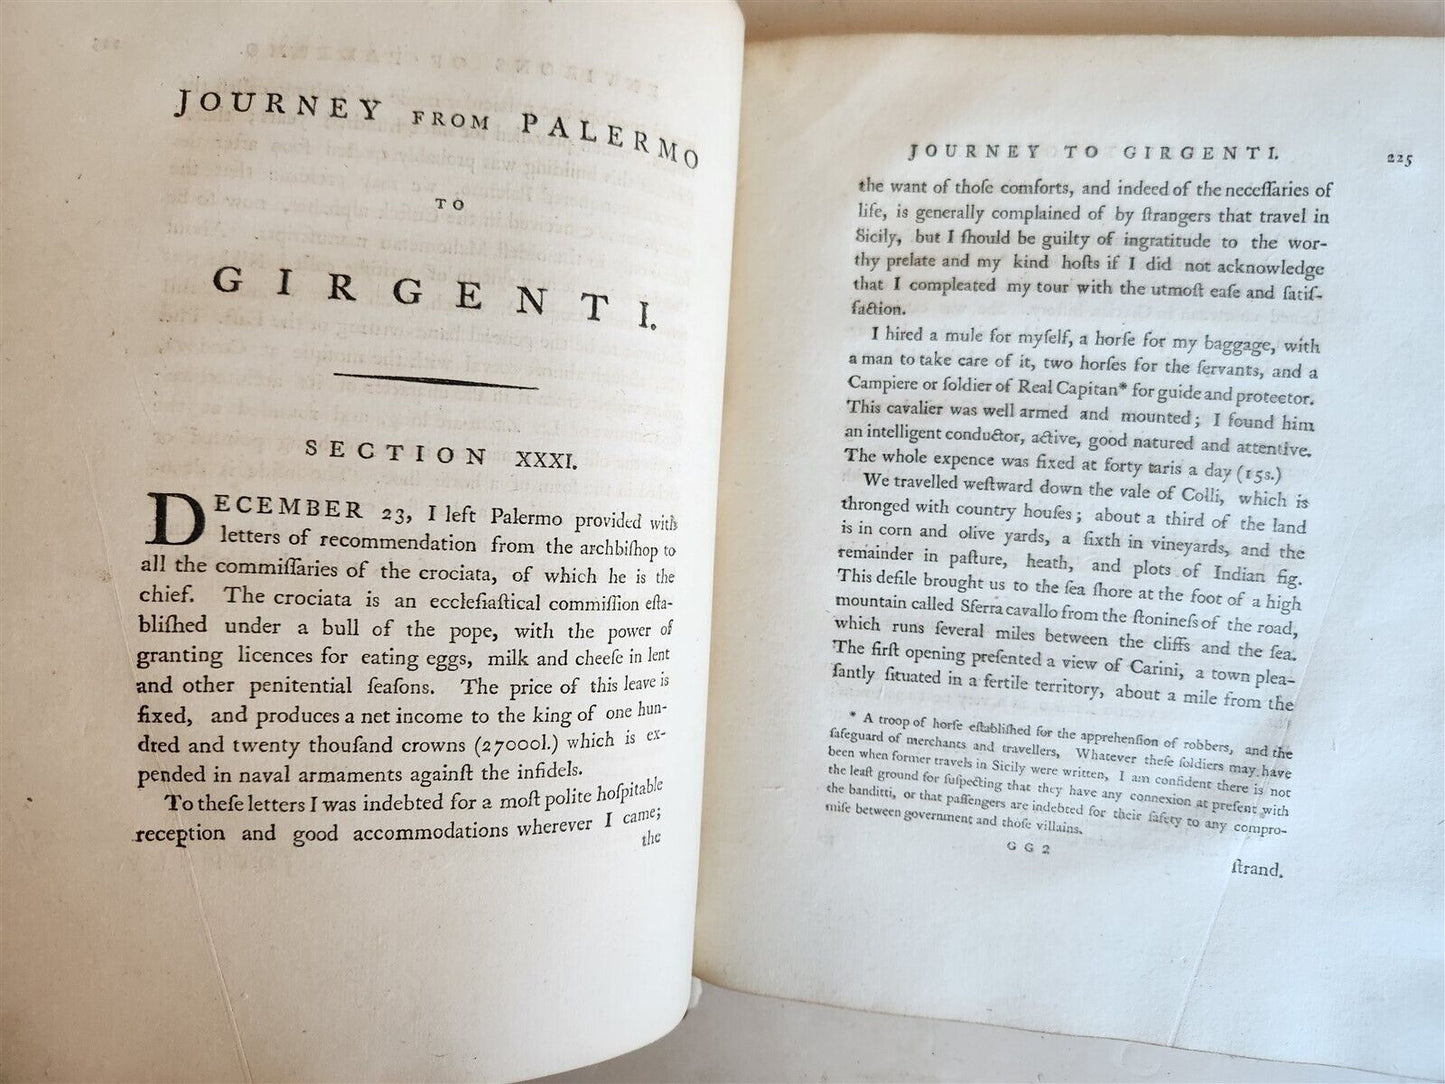 JOURNEY FROM PALERMO
TO
GIRGENTI.
SECTION XXXI.
DECEMBER 23, I left Palermo provided with
letters of recommendation from the archbiſhop to
all the commiſſaries of the crociata, of which he is the
chief. The crociata is an eccleſiaſtical commiſſion eſta-
bliſhed under a bull of the pope, with the power of
granting licences for eating eggs, milk and cheeſe in lent
and other penitential ſeaſons. The price of this leave is
fixed, and produces a net income to the king of one hun-
dred and twenty thouſand crowns (27000l.) which is ex-
pended in naval armaments againſt the infidels.
To theſe letters I was indebted for a moſt polite hoſpitable
reception and good accommodations wherever I came;
the
JOURNEY TO GIRGENTI. 225
the want of thoſe comforts, and indeed of the neceſſaries of
life, is generally complained of by ſtrangers that travel in
Sicily, but I ſhould be guilty of ingratitude to the wor-
thy prelate and my kind hoſts if I did not acknowledge
that I compleated my tour with the utmoſt eaſe and ſatiſ-
faction.
I hired a mule for myſelf, a horſe for my baggage, with
a man to take care of it, two horſes for the ſervants, and a
Campiere or ſoldier of Real Capitan* for guide and protector.
This cavalier was well armed and mounted; I found him
an intelligent conductor, active, good natured and attentive.
The whole expence was fixed at forty taris a day (15s.)
We travelled weſtward down the vale of Colli, which is
thronged with country houſes; about a third of the land
is in corn and olive yards, a ſixth in vineyards, and the
remainder in paſture, heath, and plots of Indian fig.
This defile brought us to the ſea ſhore at the foot of a high
mountain called Sferracavallo from the ſtonineſs of the road,
which runs ſeveral miles between the cliffs and the ſea.
The firſt opening preſented a view of Carini, a town plea-
ſantly ſituated in a fertile territory, about a mile from the
* A troop of horſe eſtabliſhed for the apprehenſion of robbers, and the
ſafeguard of merchants and travellers, Whatever theſe ſoldiers may have
been when former travels in Sicily were written, I am confident there is not
the leaſt ground for ſuſpecting that they have any connexion at preſent with
the banditti, or that paſſengers are indebted for their ſafety to any compro-
miſe between government and thoſe villains.
GG2
ſtrand.